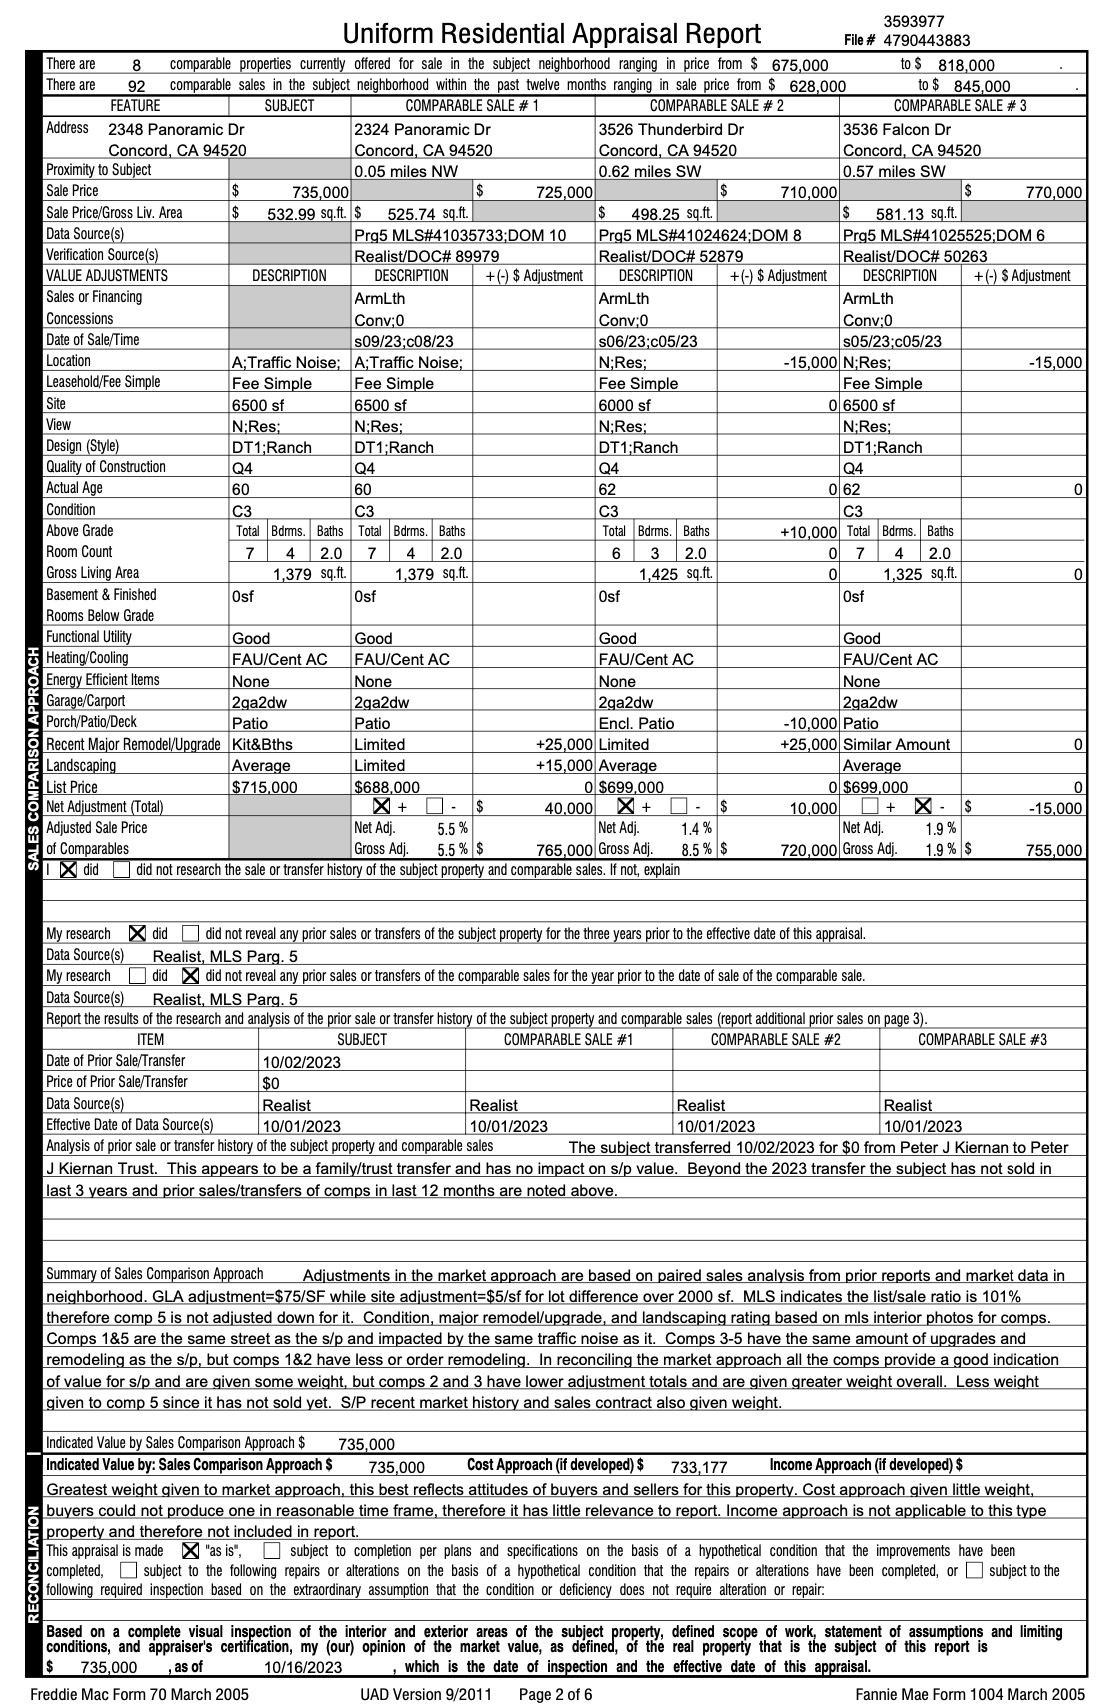 Uniform Residential Appraisal Report
3593977
File # 4790443883
There are 8 comparable properties currently offered for sale in the subject neighborhood ranging in price from $ 675,000 to $ 818,000 .
There are 92 comparable sales in the subject neighborhood within the past twelve months ranging in sale price from $ 628,000 to $ 845,000 .
FEATURE SUBJECT COMPARABLE SALE # 1 COMPARABLE SALE # 2 COMPARABLE SALE # 3
Address 2348 Panoramic Dr 2324 Panoramic Dr 3526 Thunderbird Dr 3536 Falcon Dr
Concord, CA 94520 Concord, CA 94520 Concord, CA 94520 Concord, CA 94520
Proximity to Subject 0.05 miles NW 0.62 miles SW 0.57 miles SW
Sale Price $ 735,000 $ 725,000 $ 710,000 $ 770,000
Sale Price/Gross Liv. Area $ 532.99 sq.ft. $ 525.74 sq.ft. $ 498.25 sq.ft. $ 581.13 sq.ft.
Data Source(s) Prg5 MLS#41035733;DOM 10 Prg5 MLS#41024624;DOM 8 Prg5 MLS#41025525;DOM 6
Verification Source(s) Realist/DOC# 89979 Realist/DOC# 52879 Realist/DOC# 50263
VALUE ADJUSTMENTS DESCRIPTION DESCRIPTION +(-) $ Adjustment DESCRIPTION +(-) $ Adjustment DESCRIPTION +(-) $ Adjustment
Sales or Financing ArmLth ArmLth ArmLth
Concessions Conv;0 Conv;0 Conv;0
Date of Sale/Time s09/23;c08/23 s06/23;c05/23 s05/23;c05/23
Location A;Traffic Noise; A;Traffic Noise; N;Res; -15,000 N;Res; -15,000
Leasehold/Fee Simple Fee Simple Fee Simple Fee Simple Fee Simple
Site 6500 sf 6500 sf 6000 sf 0 6500 sf
View N;Res; N;Res; N;Res; N;Res;
Design (Style) DT1;Ranch DT1;Ranch DT1;Ranch DT1;Ranch
Quality of Construction Q4 Q4 Q4 Q4
Actual Age 60 60 62 0 62 0
Condition C3 C3 C3 C3
Above Grade Total Bdrms. Baths Total Bdrms. Baths Total Bdrms. Baths +10,000 Total Bdrms. Baths
Room Count 7 4 2.0 7 4 2.0 6 3 2.0 0 7 4 2.0
Gross Living Area 1,379 sq.ft. 1,379 sq.ft. 1,425 sq.ft. 0 1,325 sq.ft. 0
Basement & Finished 0sf 0sf 0sf 0sf
Rooms Below Grade
Functional Utility Good Good Good Good
Heating/Cooling FAU/Cent AC FAU/Cent AC FAU/Cent AC FAU/Cent AC
Energy Efficient Items None None None None
Garage/Carport 2ga2dw 2ga2dw 2ga2dw 2ga2dw
Porch/Patio/Deck Patio Patio Encl. Patio -10,000 Patio
Recent Major Remodel/Upgrade Kit&Bths Limited +25,000 Limited +25,000 Similar Amount 0
Landscaping Average Limited +15,000 Average Average
List Price $715,000 $688,000 0 $699,000 0 $699,000 0
Net Adjustment (Total) X + - $ 40,000 X + - $ 10,000 + X - $ -15,000
Adjusted Sale Price Net Adj. 5.5 % Net Adj. 1.4 % Net Adj. 1.9 %
of Comparables Gross Adj. 5.5 % $ 765,000 Gross Adj. 8.5 % $ 720,000 Gross Adj. 1.9 % $ 755,000
SALES COMPARISON APPROACH
I X did did not research the sale or transfer history of the subject property and comparable sales. If not, explain
My research X did did not reveal any prior sales or transfers of the subject property for the three years prior to the effective date of this appraisal.
Data Source(s) Realist, MLS Parg. 5
My research did X did not reveal any prior sales or transfers of the comparable sales for the year prior to the date of sale of the comparable sale.
Data Source(s) Realist, MLS Parg. 5
Report the results of the research and analysis of the prior sale or transfer history of the subject property and comparable sales (report additional prior sales on page 3).
ITEM SUBJECT COMPARABLE SALE #1 COMPARABLE SALE #2 COMPARABLE SALE #3
Date of Prior Sale/Transfer 10/02/2023
Price of Prior Sale/Transfer $0
Data Source(s) Realist Realist Realist Realist
Effective Date of Data Source(s) 10/01/2023 10/01/2023 10/01/2023 10/01/2023
Analysis of prior sale or transfer history of the subject property and comparable sales The subject transferred 10/02/2023 for $0 from Peter J Kiernan to Peter
J Kiernan Trust. This appears to be a family/trust transfer and has no impact on s/p value. Beyond the 2023 transfer the subject has not sold in
last 3 years and prior sales/transfers of comps in last 12 months are noted above.
Summary of Sales Comparison Approach Adjustments in the market approach are based on paired sales analysis from prior reports and market data in
neighborhood. GLA adjustment=$75/SF while site adjustment=$5/sf for lot difference over 2000 sf. MLS indicates the list/sale ratio is 101%
therefore comp 5 is not adjusted down for it. Condition, major remodel/upgrade, and landscaping rating based on mls interior photos for comps.
Comps 1&5 are the same street as the s/p and impacted by the same traffic noise as it. Comps 3-5 have the same amount of upgrades and
remodeling as the s/p, but comps 1&2 have less or order remodeling. In reconciling the market approach all the comps provide a good indication
of value for s/p and are given some weight, but comps 2 and 3 have lower adjustment totals and are given greater weight overall. Less weight
given to comp 5 since it has not sold yet. S/P recent market history and sales contract also given weight.
Indicated Value by Sales Comparison Approach $ 735,000
Indicated Value by: Sales Comparison Approach $ 735,000 Cost Approach (if developed) $ 733,177 Income Approach (if developed) $
Greatest weight given to market approach, this best reflects attitudes of buyers and sellers for this property. Cost approach given little weight,
buyers could not produce one in reasonable time frame, therefore it has little relevance to report. Income approach is not applicable to this type
property and therefore not included in report.
RECONCILIATION
This appraisal is made X "as is", subject to completion per plans and specifications on the basis of a hypothetical condition that the improvements have been
completed, subject to the following repairs or alterations on the basis of a hypothetical condition that the repairs or alterations have been completed, or subject to the
following required inspection based on the extraordinary assumption that the condition or deficiency does not require alteration or repair:
Based on a complete visual inspection of the interior and exterior areas of the subject property, defined scope of work, statement of assumptions and limiting
conditions, and appraiser's certification, my (our) opinion of the market value, as defined, of the real property that is the subject of this report is
$ 735,000 , as of 10/16/2023 , which is the date of inspection and the effective date of this appraisal.
Freddie Mac Form 70 March 2005 UAD Version 9/2011 Page 2 of 6 Fannie Mae Form 1004 March 2005